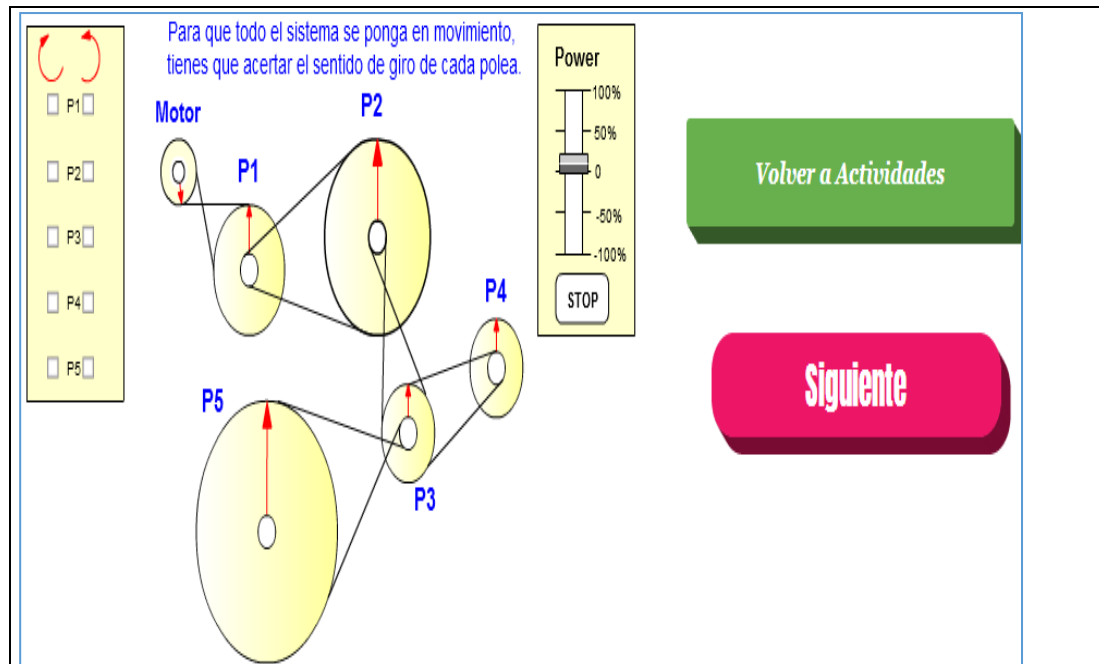 Para que todo el sistema se ponga en movimiento,
tienes que acertar el sentido de giro de cada polea.
P1
P2
P3
P4
P5
Motor
P1
P2
P3
P4
P5
Power
100%
50%
0
-50%
-100%
STOP
Volver a Actividades
Siguiente